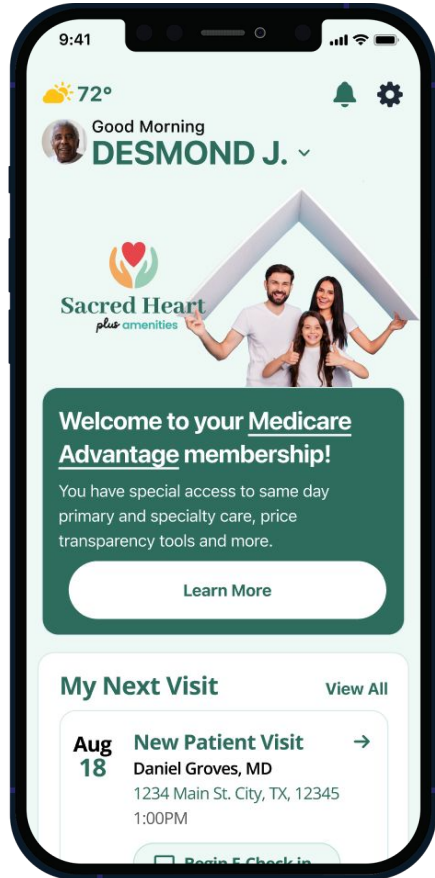 9:41
72°
Good Morning
DESMOND J.
Sacred Heart
plus amenities
Welcome to your Medicare
Advantage membership!
You have special access to same day
primary and specialty care, price
transparency tools and more.
Learn More
My Next Visit
View All
Aug
18
New Patient Visit
Daniel Groves, MD
1234 Main St. City, TX, 12345
1:00PM
Begin E-Check in